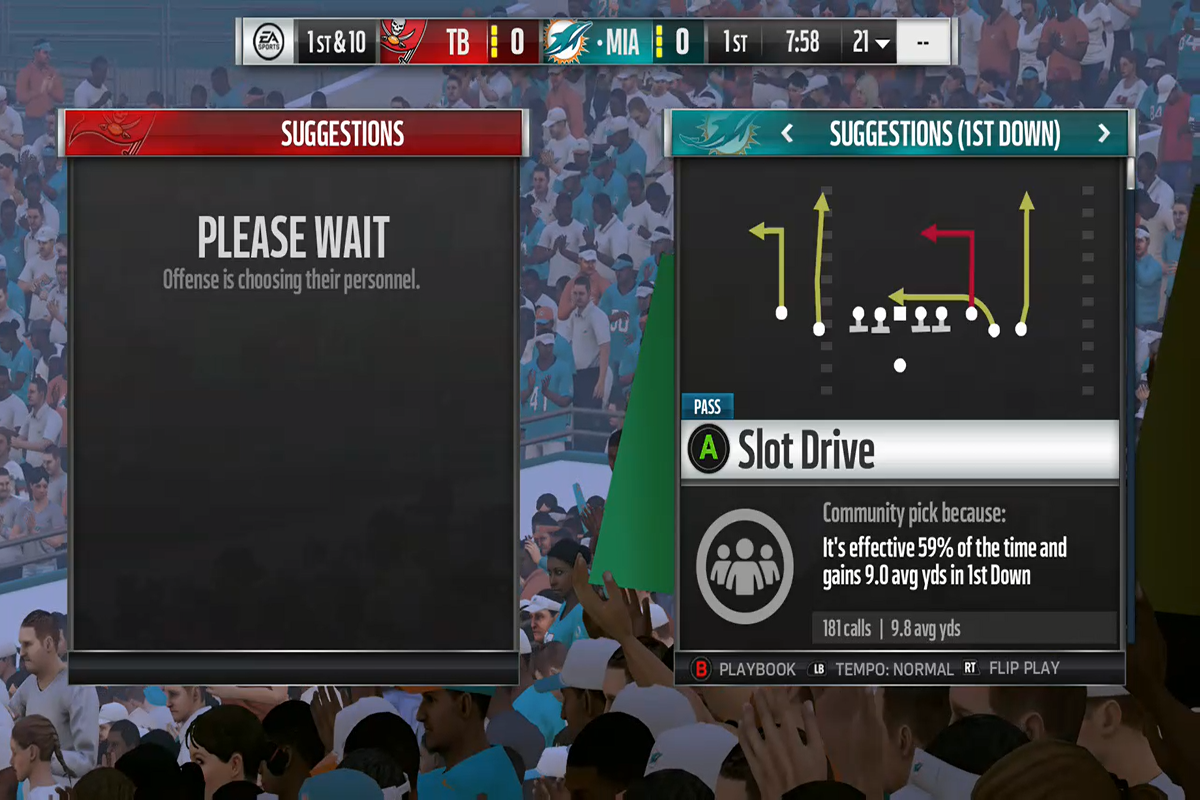 EA SPORTS 1ST & 10 TB 0 · MIA 0 1ST 7:58 21 --
SUGGESTIONS
PLEASE WAIT
Offense is choosing their personnel.
SUGGESTIONS (1ST DOWN)
PASS
A Slot Drive
Community pick because:
It's effective 59% of the time and
gains 9.0 avg yds in 1st Down
181 calls | 9.8 avg yds
B PLAYBOOK LB TEMPO: NORMAL RT FLIP PLAY